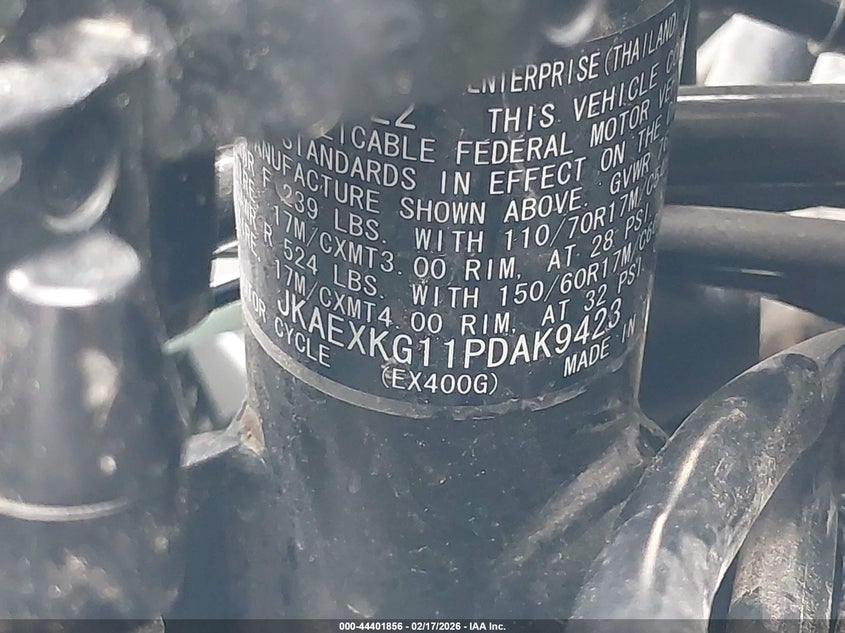 ENTERPRISE(THAILAND)
THIS VEHICLE
ICABLE FEDERAL MOTOR
STANDARDS IN EFFECT ON THE
MANUFACTURE SHOWN ABOVE. GVWR
F 239 LBS. WITH 110/70R17M/C
17M/CXMT3.00 RIM, AT 28 PSI.
R 524 LBS. WITH 150/60R17M/C
17M/CXMT4.00 RIM, AT 32 PSI.
JKAEXKG11PDAK9423
CYCLE (EX400G) MADE IN
000-44401856 - 02/17/2026 - IAA Inc.